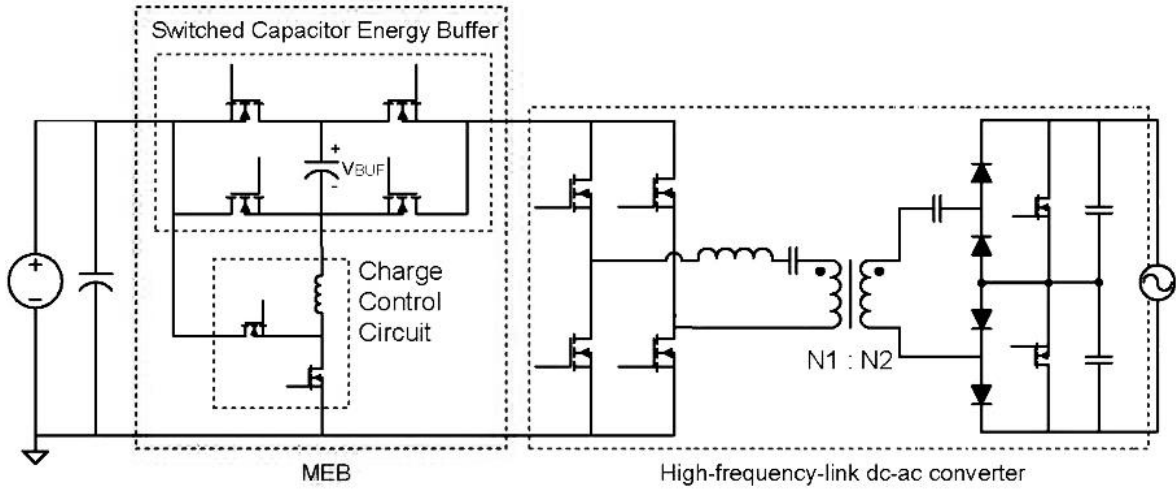 Switched Capacitor Energy Buffer
+
VBUF
-
Charge
Control
Circuit
+
-
N1 : N2
MEB
High-frequency-link dc-ac converter